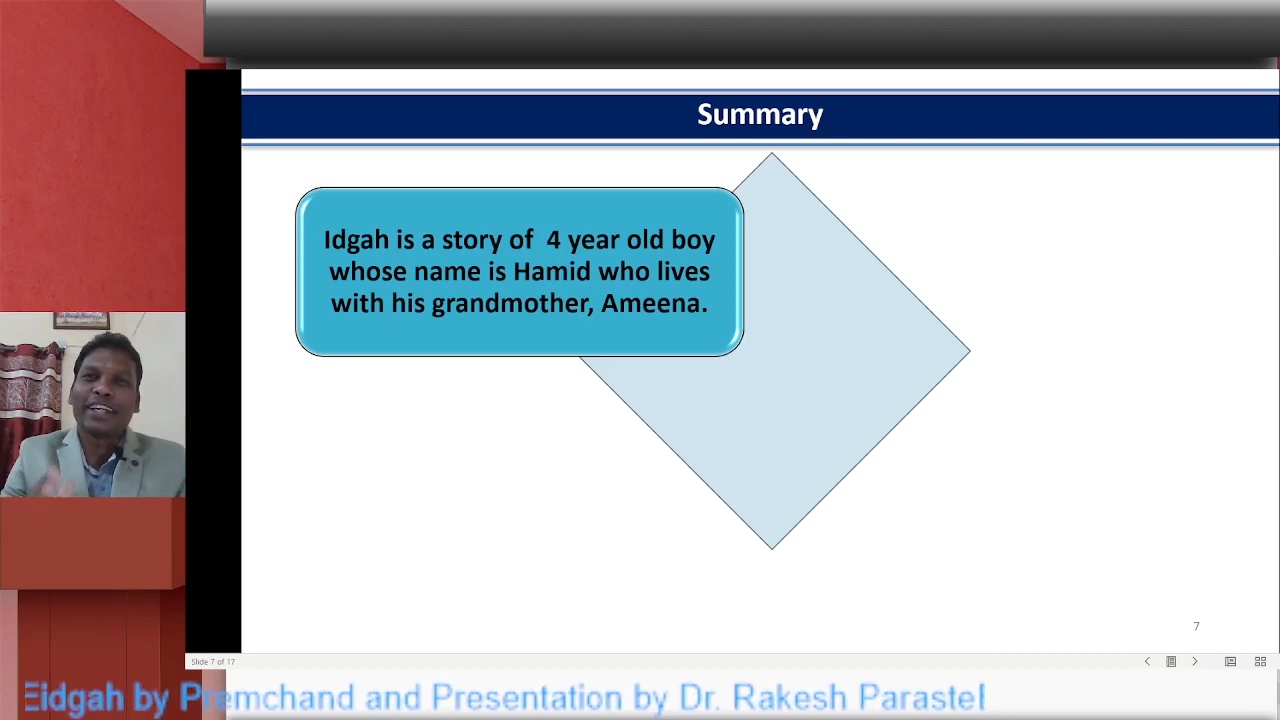 Summary
Idgah is a story of 4 year old boy
whose name is Hamid who lives
with his grandmother, Ameena.
7
Slide 7 of 17
Eidgah by Premchand and Presentation by Dr. Rakesh Parastel